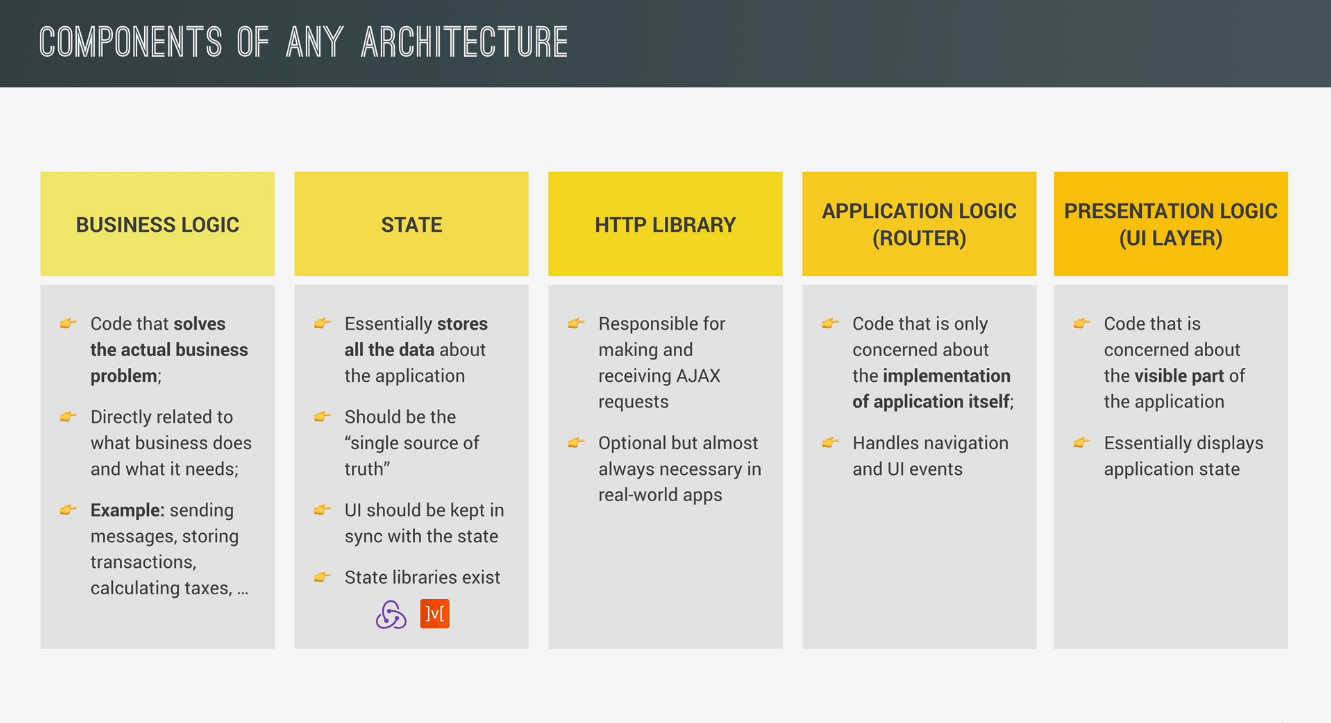 COMPONENTS OF ANY ARCHITECTURE
BUSINESS LOGIC
Code that solves
the actual business
problem;
Directly related to
what business does
and what it needs;
Example: sending
messages, storing
transactions,
calculating taxes, …
STATE
Essentially stores
all the data about
the application
Should be the
“single source of
truth”
UI should be kept in
sync with the state
State libraries exist
]v[
HTTP LIBRARY
Responsible for
making and
receiving AJAX
requests
Optional but almost
always necessary in
real-world apps
APPLICATION LOGIC
(ROUTER)
Code that is only
concerned about
the implementation
of application itself;
Handles navigation
and UI events
PRESENTATION LOGIC
(UI LAYER)
Code that is
concerned about
the visible part of
the application
Essentially displays
application state